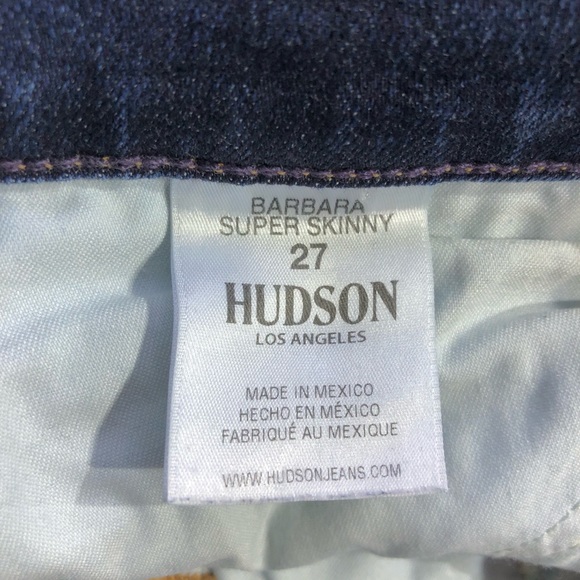 BARBARA
SUPER SKINNY
27
HUDSON
LOS ANGELES
MADE IN MEXICO
HECHO EN MÉXICO
FABRIQUÉ AU MEXIQUE
WWW.HUDSONJEANS.COM